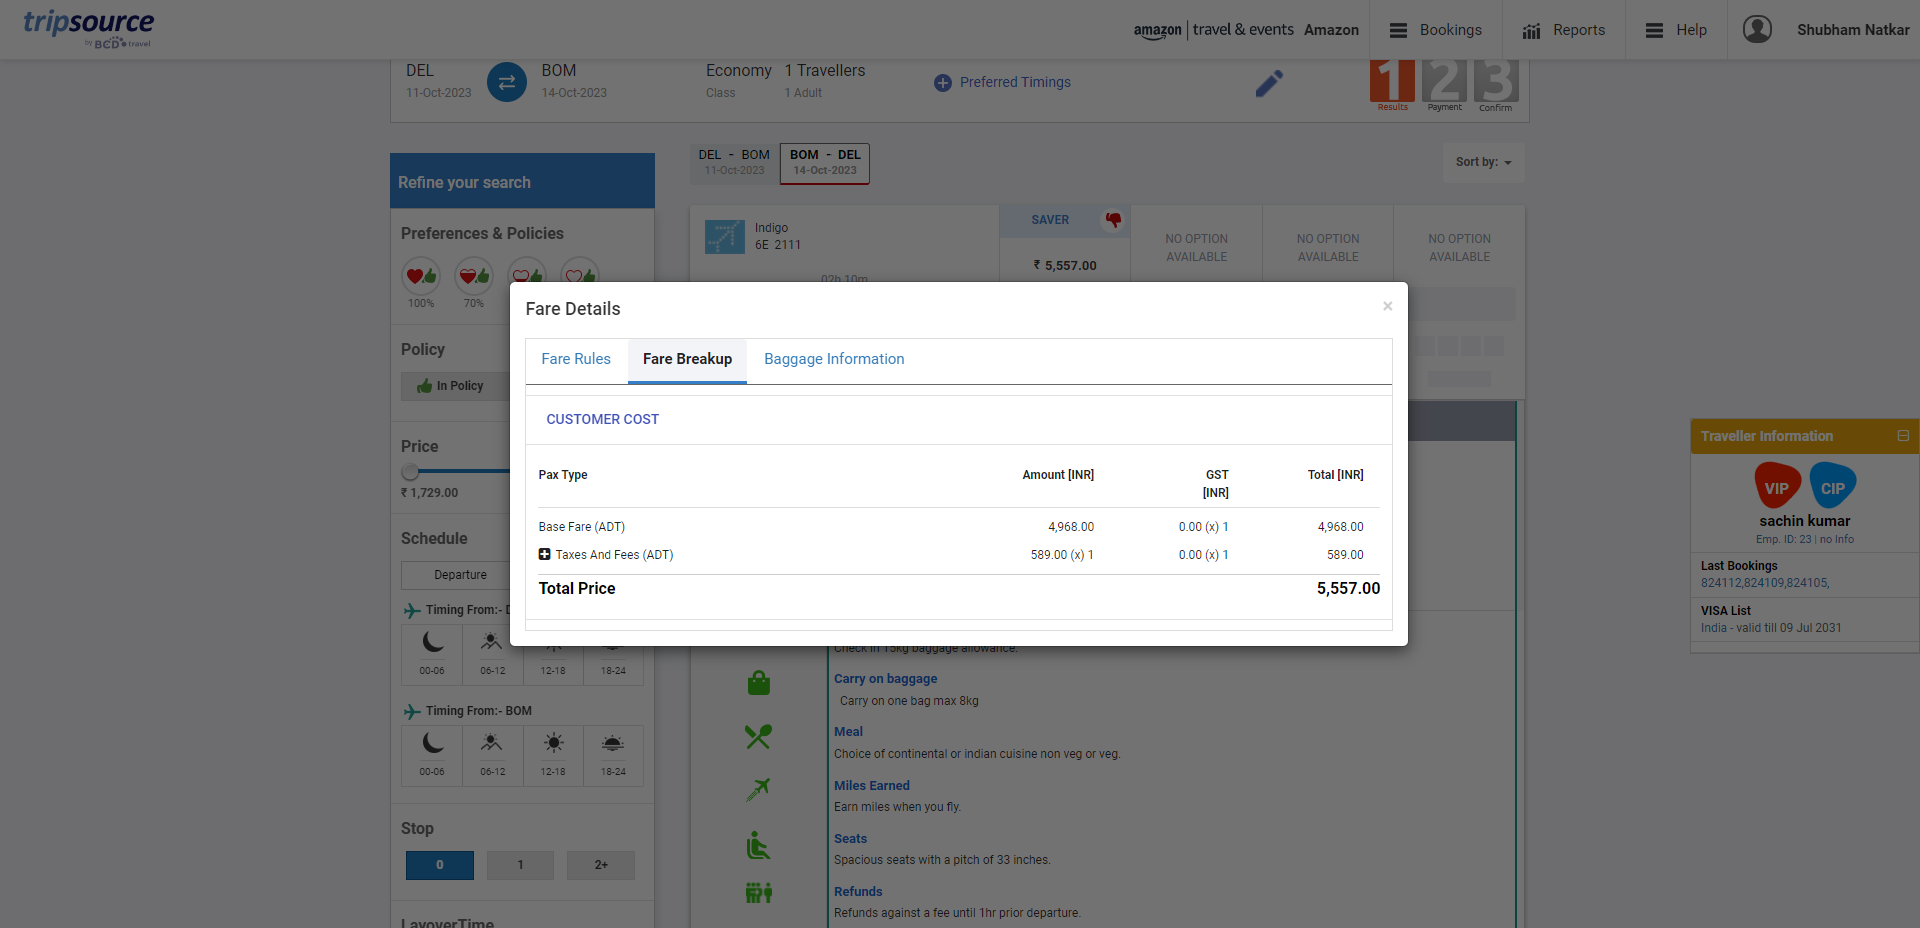 tripsource
by BCD travel
amazon | travel & events Amazon
Bookings
Reports
Help
Shubham Natkar
DEL
11-Oct-2023
BOM
14-Oct-2023
Economy
Class
1 Travellers
1 Adult
Preferred Timings
1 Results
2 Payment
3 Confirm
Refine your search
Preferences & Policies
100%
70%
Policy
In Policy
Price
₹ 1,729.00
Schedule
Departure
Timing From:- D
00-06
06-12
12-18
18-24
Timing From:- BOM
00-06
06-12
12-18
18-24
Stop
0
1
2+
LayoverTime
DEL - BOM
11-Oct-2023
BOM - DEL
14-Oct-2023
Sort by:
Indigo
6E 2111
02h 10m
SAVER
₹ 5,557.00
NO OPTION
AVAILABLE
NO OPTION
AVAILABLE
NO OPTION
AVAILABLE
Fare Details
×
Fare Rules
Fare Breakup
Baggage Information
CUSTOMER COST
Pax Type
Amount [INR]
GST
[INR]
Total [INR]
Base Fare (ADT)
4,968.00
0.00 (x) 1
4,968.00
Taxes And Fees (ADT)
589.00 (x) 1
0.00 (x) 1
589.00
Total Price
5,557.00
Check in 15kg baggage allowance.
Carry on baggage
Carry on one bag max 8kg
Meal
Choice of continental or indian cuisine non veg or veg.
Miles Earned
Earn miles when you fly.
Seats
Spacious seats with a pitch of 33 inches.
Refunds
Refunds against a fee until 1hr prior departure.
Traveller Information
VIP
CIP
sachin kumar
Emp. ID: 23 | no Info
Last Bookings
824112,824109,824105,
VISA List
India - valid till 09 Jul 2031